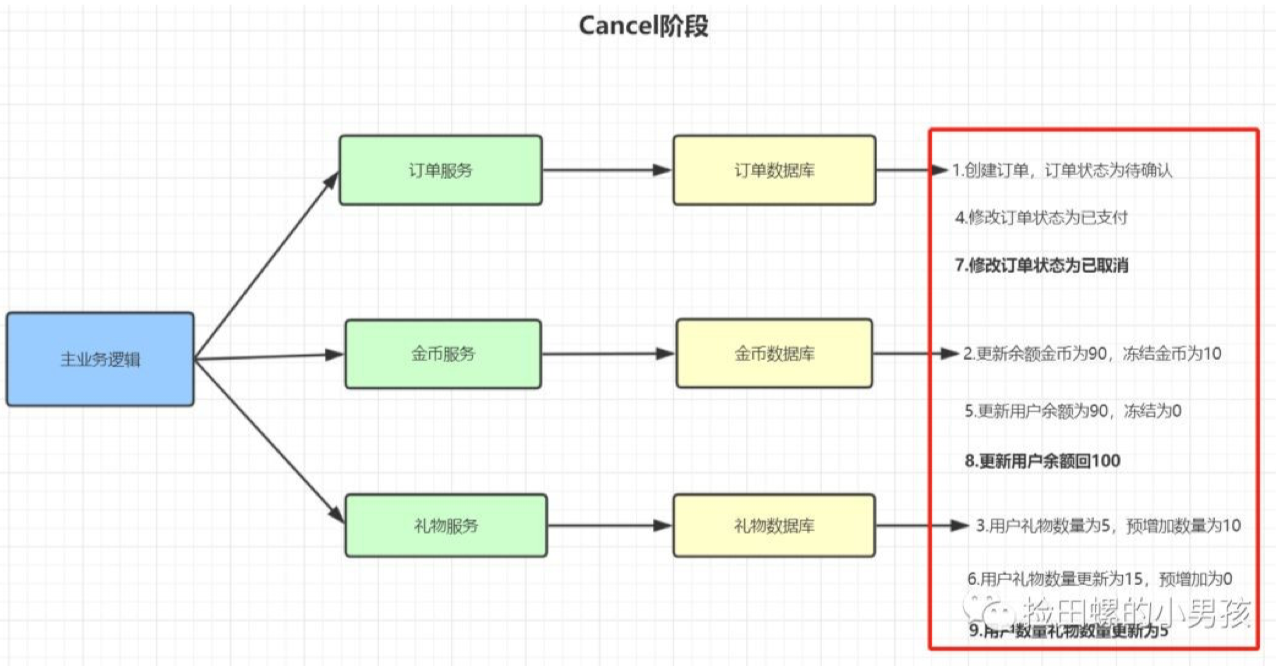 Cancel阶段
订单服务
订单数据库
1.创建订单，订单状态为待确认
4.修改订单状态为已支付
7.修改订单状态为已取消
主业务逻辑
金币服务
金币数据库
2.更新余额金币为90，冻结金币为10
5.更新用户余额为90，冻结为0
8.更新用户余额回100
礼物服务
礼物数据库
3.用户礼物数量为5，预增加数量为10
6.用户礼物数量更新为15，预增加为0
捡田螺的小男孩
9.用户数量礼物数量更新为5